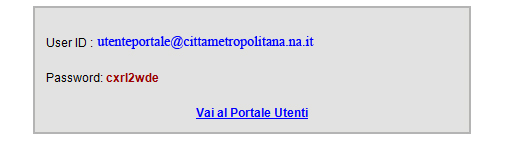 User ID : utenteportale@cittametropolitana.na.it
Password: cxrl2wde
Vai al Portale Utenti